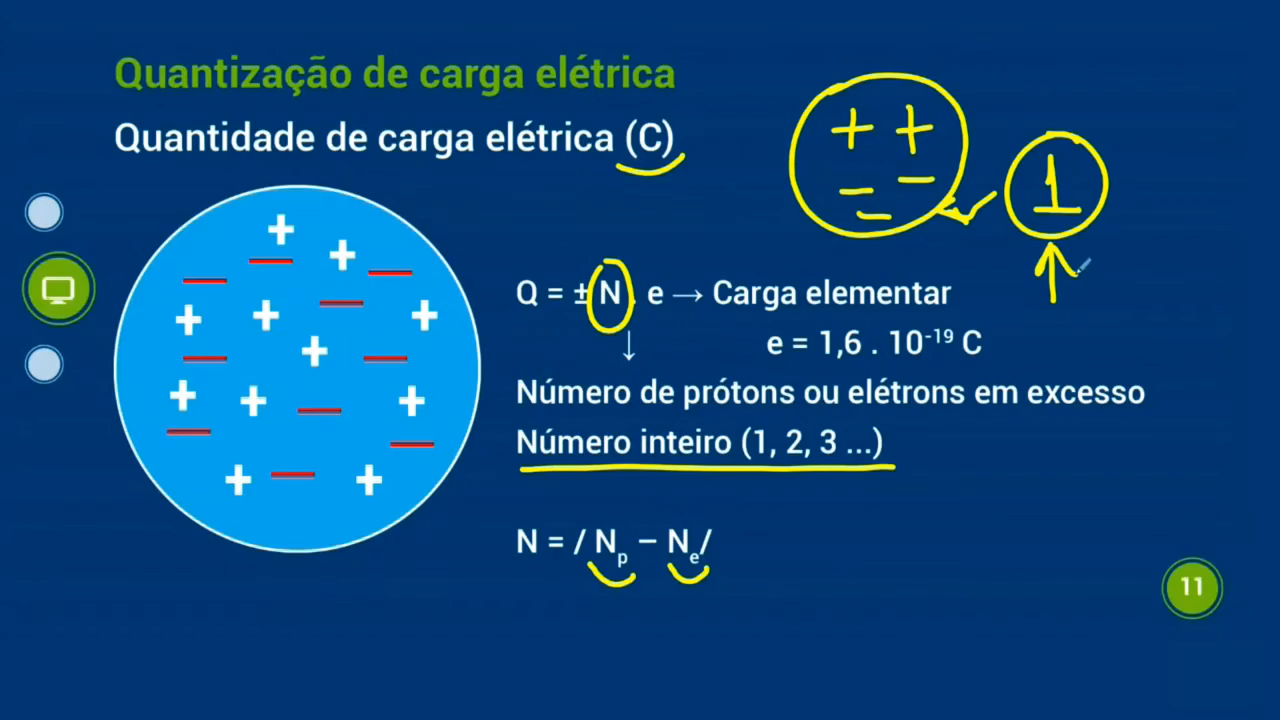 Quantização de carga elétrica
Quantidade de carga elétrica (C)
+ +
− −
−
1
Q = ± N . e → Carga elementar
↓
e = 1,6 . 10⁻¹⁹ C
Número de prótons ou elétrons em excesso
Número inteiro (1, 2, 3 ...)
N = / Nₚ − Nₑ/
11